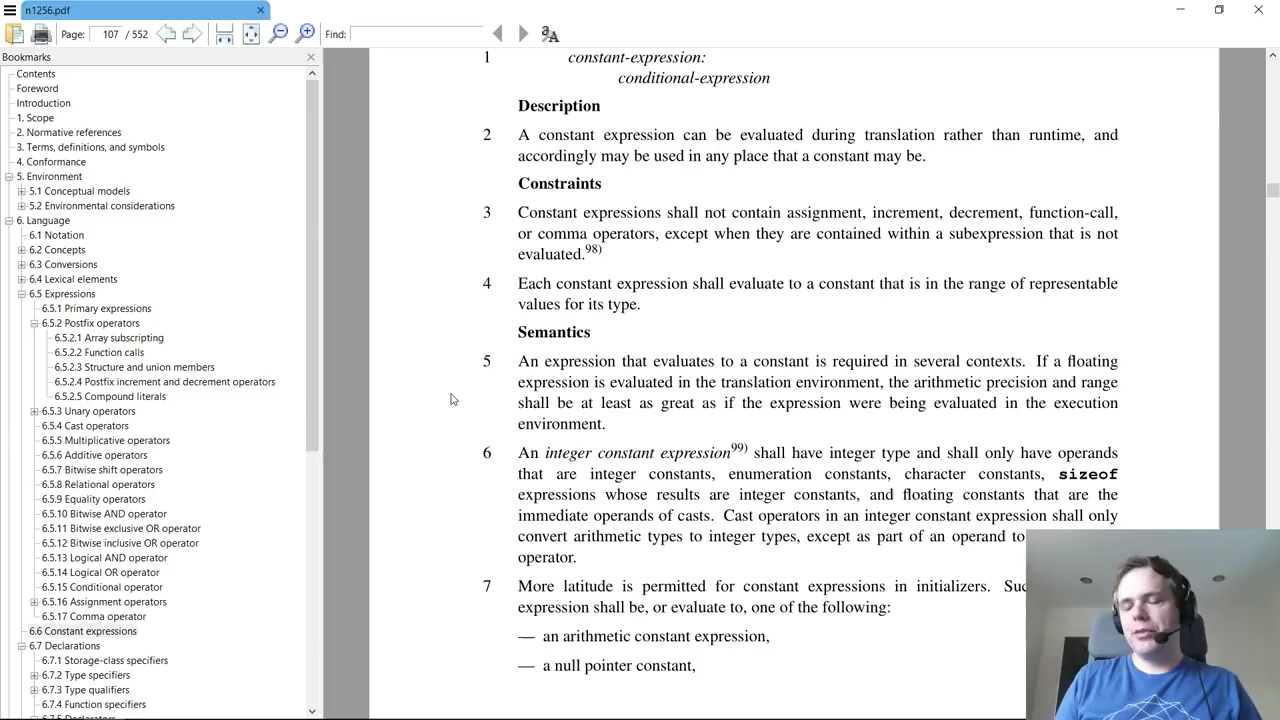 n1256.pdf
Page: 107 / 552 Find:
Bookmarks
Contents
Foreword
Introduction
1. Scope
2. Normative references
3. Terms, definitions, and symbols
4. Conformance
5. Environment
5.1 Conceptual models
5.2 Environmental considerations
6. Language
6.1 Notation
6.2 Concepts
6.3 Conversions
6.4 Lexical elements
6.5 Expressions
6.5.1 Primary expressions
6.5.2 Postfix operators
6.5.2.1 Array subscripting
6.5.2.2 Function calls
6.5.2.3 Structure and union members
6.5.2.4 Postfix increment and decrement operators
6.5.2.5 Compound literals
6.5.3 Unary operators
6.5.4 Cast operators
6.5.5 Multiplicative operators
6.5.6 Additive operators
6.5.7 Bitwise shift operators
6.5.8 Relational operators
6.5.9 Equality operators
6.5.10 Bitwise AND operator
6.5.11 Bitwise exclusive OR operator
6.5.12 Bitwise inclusive OR operator
6.5.13 Logical AND operator
6.5.14 Logical OR operator
6.5.15 Conditional operator
6.5.16 Assignment operators
6.5.17 Comma operator
6.6 Constant expressions
6.7 Declarations
6.7.1 Storage-class specifiers
6.7.2 Type specifiers
6.7.3 Type qualifiers
6.7.4 Function specifiers
6.7.5 Declarators
1 constant-expression:
conditional-expression
Description
2 A constant expression can be evaluated during translation rather than runtime, and
accordingly may be used in any place that a constant may be.
Constraints
3 Constant expressions shall not contain assignment, increment, decrement, function-call,
or comma operators, except when they are contained within a subexpression that is not
evaluated.98)
4 Each constant expression shall evaluate to a constant that is in the range of representable
values for its type.
Semantics
5 An expression that evaluates to a constant is required in several contexts. If a floating
expression is evaluated in the translation environment, the arithmetic precision and range
shall be at least as great as if the expression were being evaluated in the execution
environment.
6 An integer constant expression99) shall have integer type and shall only have operands
that are integer constants, enumeration constants, character constants, sizeof
expressions whose results are integer constants, and floating constants that are the
immediate operands of casts. Cast operators in an integer constant expression shall only
convert arithmetic types to integer types, except as part of an operand to
operator.
7 More latitude is permitted for constant expressions in initializers.
expression shall be, or evaluate to, one of the following:
— an arithmetic constant expression,
— a null pointer constant,